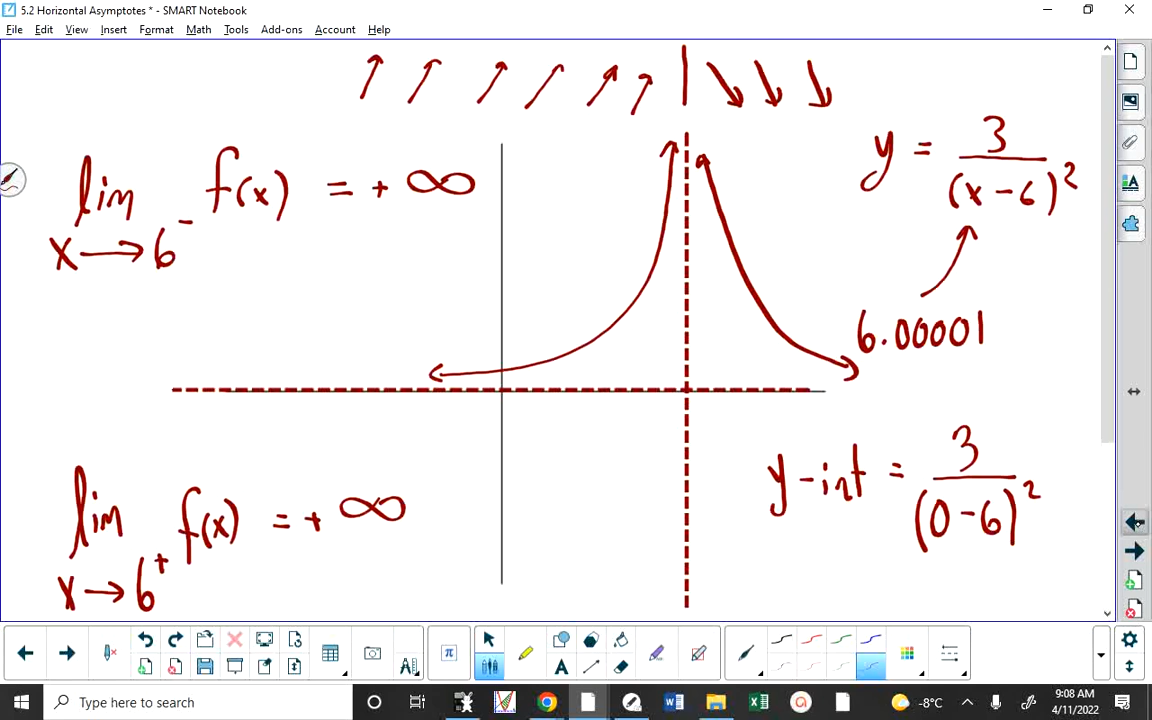 5.2 Horizontal Asymptotes * - SMART Notebook
File Edit View Insert Format Math Tools Add-ons Account Help
lim x→6⁻ f(x) = + ∞
y = 3/(x-6)²
6.00001
y-int = 3/(0-6)²
lim x→6⁺ f(x) = + ∞
π
A
Type here to search
-8°C
9:08 AM
4/11/2022